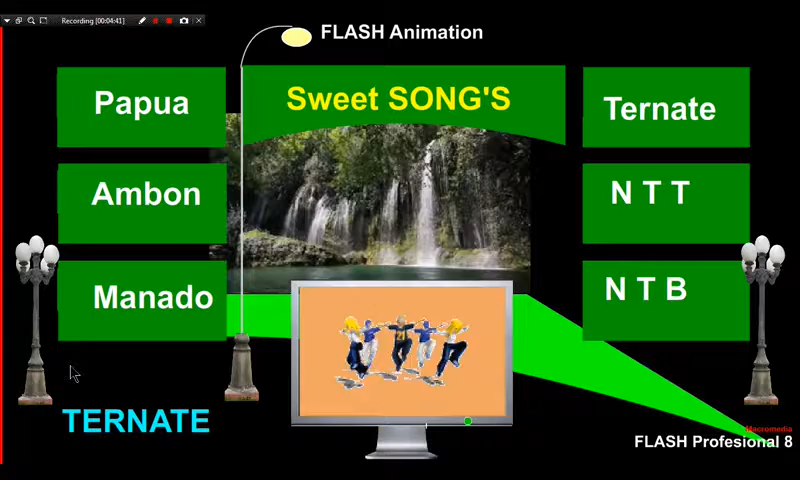 Recording [00:04:41]
FLASH Animation
Sweet SONG'S
Papua
Ambon
Manado
Ternate
N T T
N T B
TERNATE
Macromedia
FLASH Profesional 8